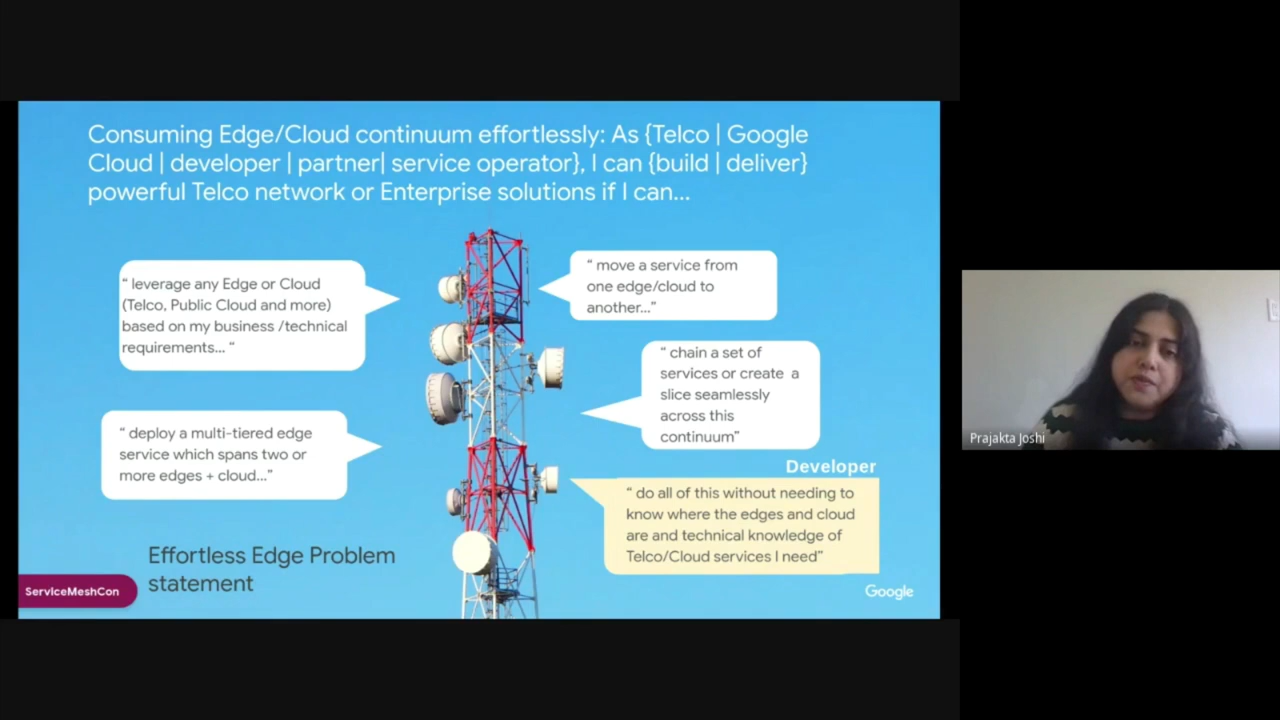 Consuming Edge/Cloud continuum effortlessly: As {Telco | Google
Cloud | developer | partner| service operator}, I can {build | deliver}
powerful Telco network or Enterprise solutions if I can...
“ leverage any Edge or Cloud
(Telco, Public Cloud and more)
based on my business /technical
requirements... “
“ move a service from
one edge/cloud to
another...”
“ chain a set of
services or create a
slice seamlessly
across this
continuum”
“ deploy a multi-tiered edge
service which spans two or
more edges + cloud...”
Developer
“ do all of this without needing to
know where the edges and cloud
are and technical knowledge of
Telco/Cloud services I need”
Effortless Edge Problem
statement
ServiceMeshCon
Google
Prajakta Joshi